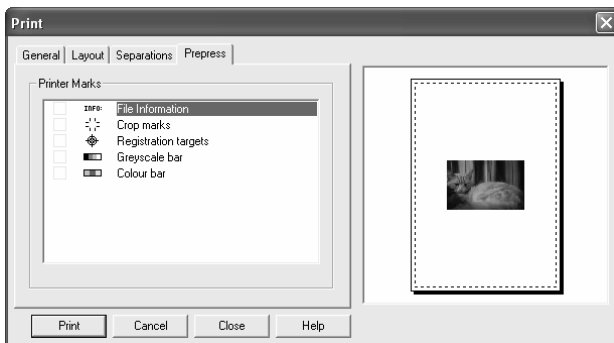 Print
General Layout Separations Prepress
Printer Marks
INFO: File Information
Crop marks
Registration targets
Greyscale bar
Colour bar
Print Cancel Close Help